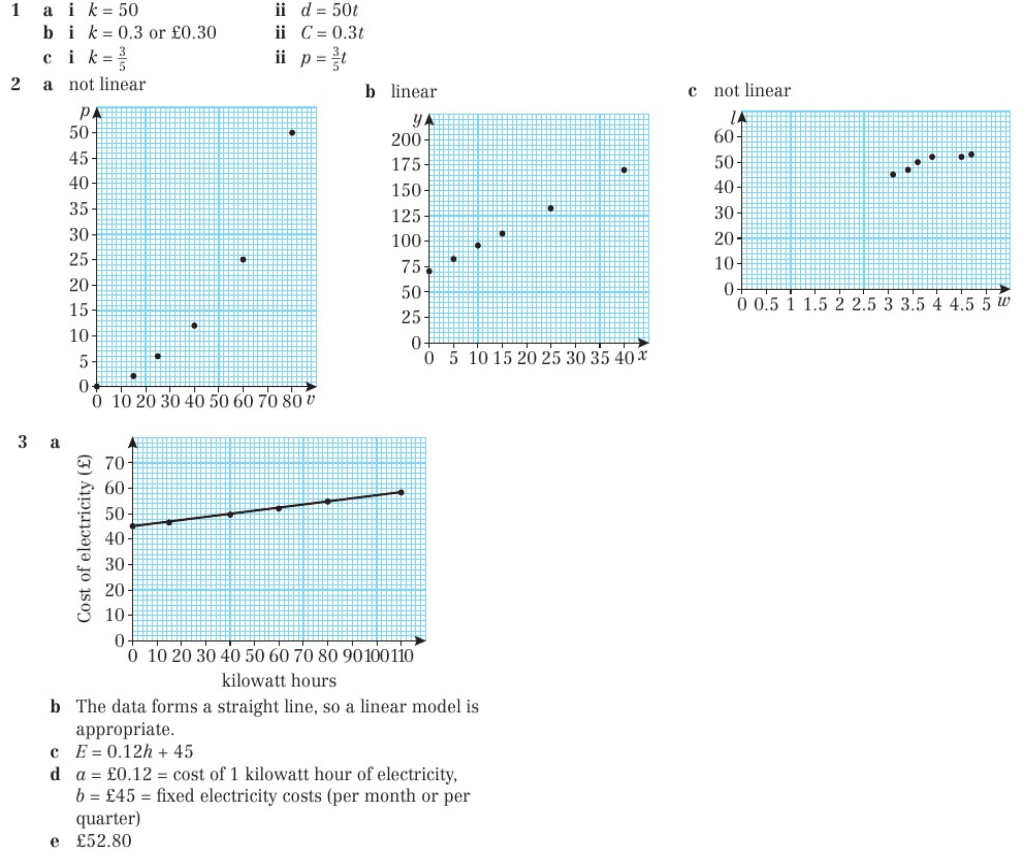 1 a i k = 50 ii d = 50t
b i k = 0.3 or £0.30 ii C = 0.3t
c i k = 3/5 ii p = 3/5 t
2 a not linear
b linear
c not linear
p
50
45
40
35
30
25
20
15
10
5
0
0 10 20 30 40 50 60 70 80 v
y
200
175
150
125
100
75
50
25
0
0 5 10 15 20 25 30 35 40 x
l
60
50
40
30
20
10
0
0 0.5 1 1.5 2 2.5 3 3.5 4 4.5 5 w
3 a
Cost of electricity (£)
70
60
50
40
30
20
10
0
0 10 20 30 40 50 60 70 80 90100110
kilowatt hours
b The data forms a straight line, so a linear model is
appropriate.
c E = 0.12h + 45
d a = £0.12 = cost of 1 kilowatt hour of electricity,
b = £45 = fixed electricity costs (per month or per
quarter)
e £52.80